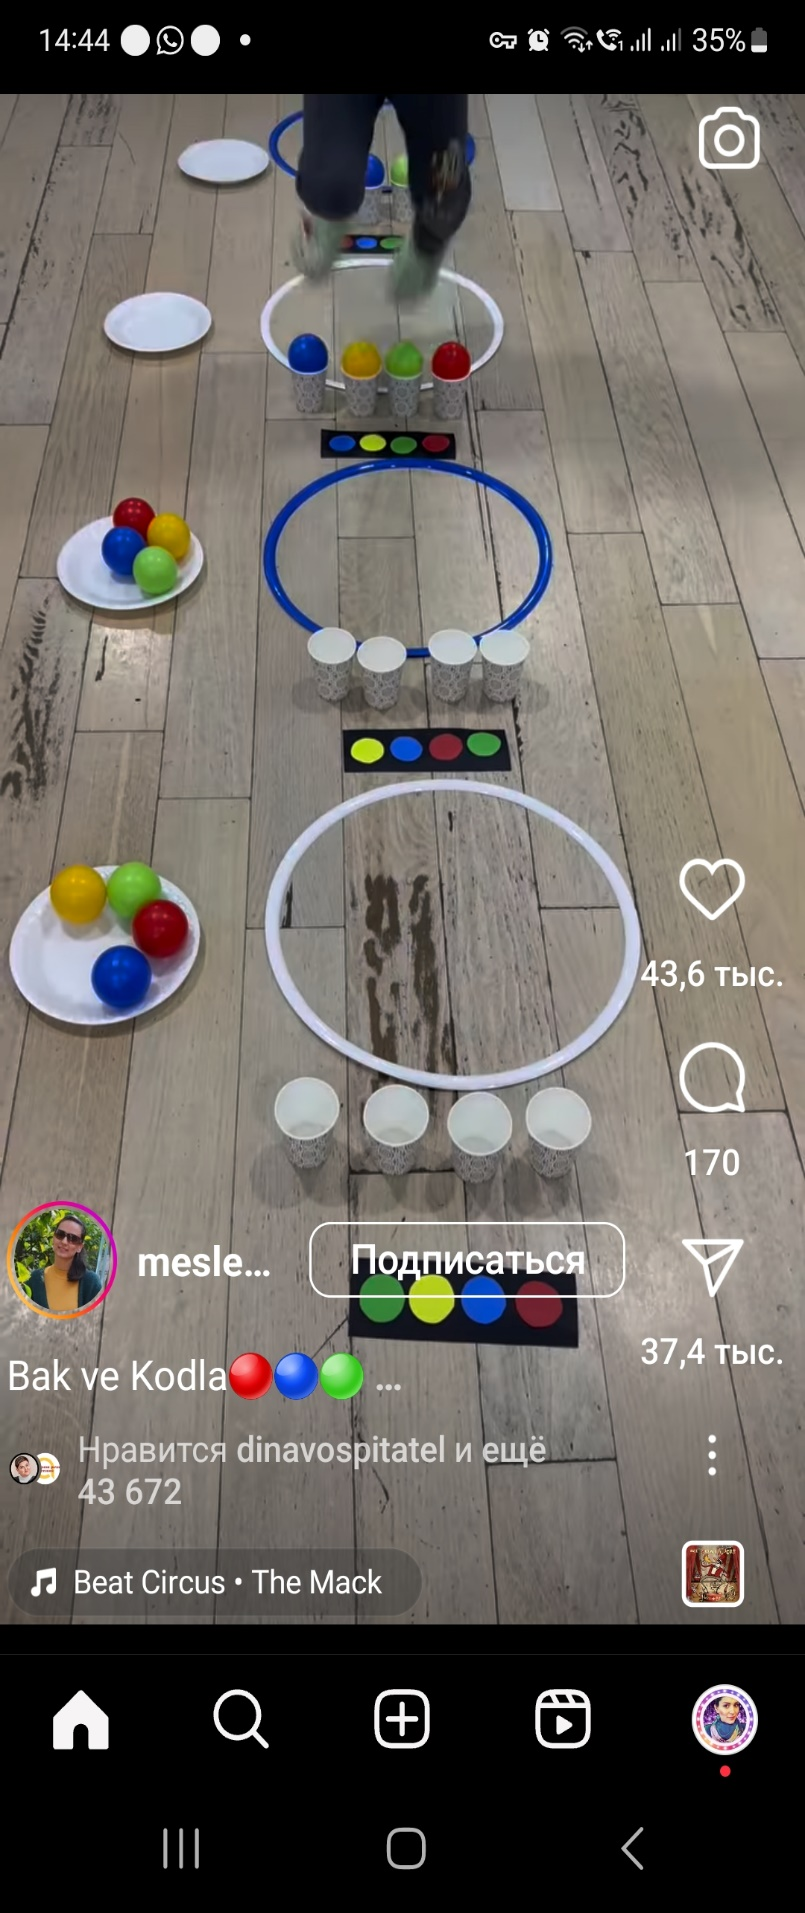 14:44
35%
43,6 тыс.
170
mesle...
Подписаться
37,4 тыс.
Bak ve Kodla🔴🔵🟢 ...
Нравится dinavospitatel и ещё
43 672
Beat Circus • The Mack